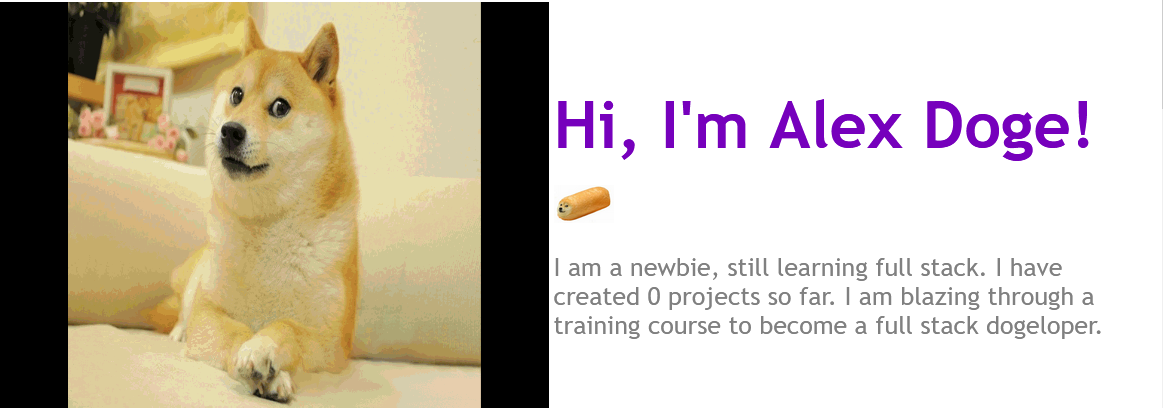 Hi, I'm Alex Doge!
I am a newbie, still learning full stack. I have
created 0 projects so far. I am blazing through a
training course to become a full stack dogeloper.